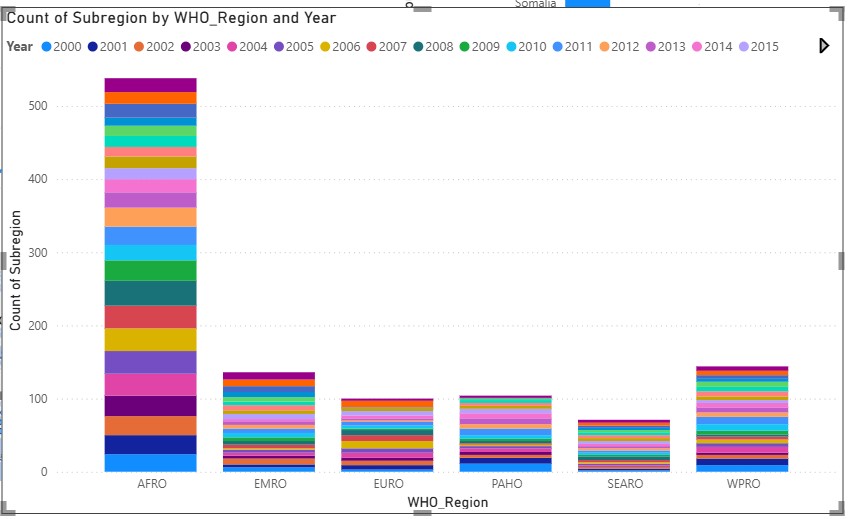 Somalia
Count of Subregion by WHO_Region and Year
Year 2000 2001 2002 2003 2004 2005 2006 2007 2008 2009 2010 2011 2012 2013 2014 2015
Count of Subregion
500
400
300
200
100
0
AFRO EMRO EURO PAHO SEARO WPRO
WHO_Region